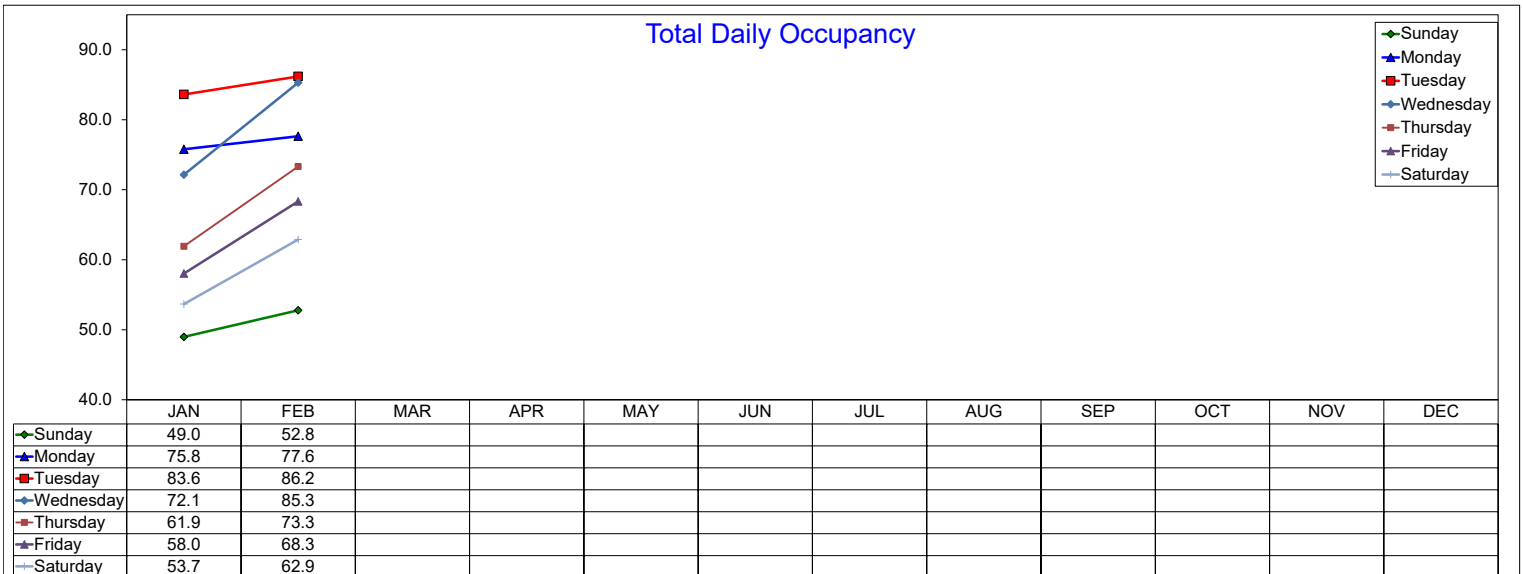 Total Daily Occupancy
90.0
80.0
70.0
60.0
50.0
40.0
Sunday
Monday
Tuesday
Wednesday
Thursday
Friday
Saturday
JAN FEB MAR APR MAY JUN JUL AUG SEP OCT NOV DEC
Sunday 49.0 52.8
Monday 75.8 77.6
Tuesday 83.6 86.2
Wednesday 72.1 85.3
Thursday 61.9 73.3
Friday 58.0 68.3
Saturday 53.7 62.9